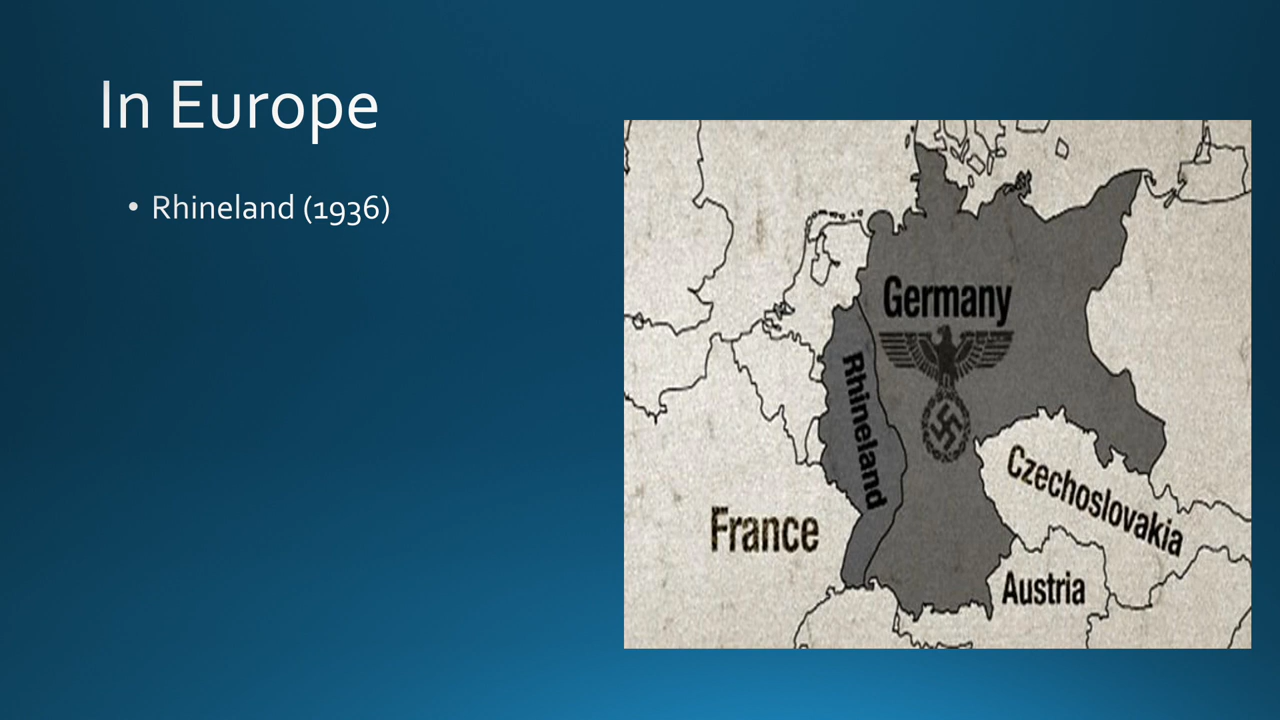 In Europe
• Rhineland (1936)
Germany
Rhineland
Czechoslovakia
France
Austria